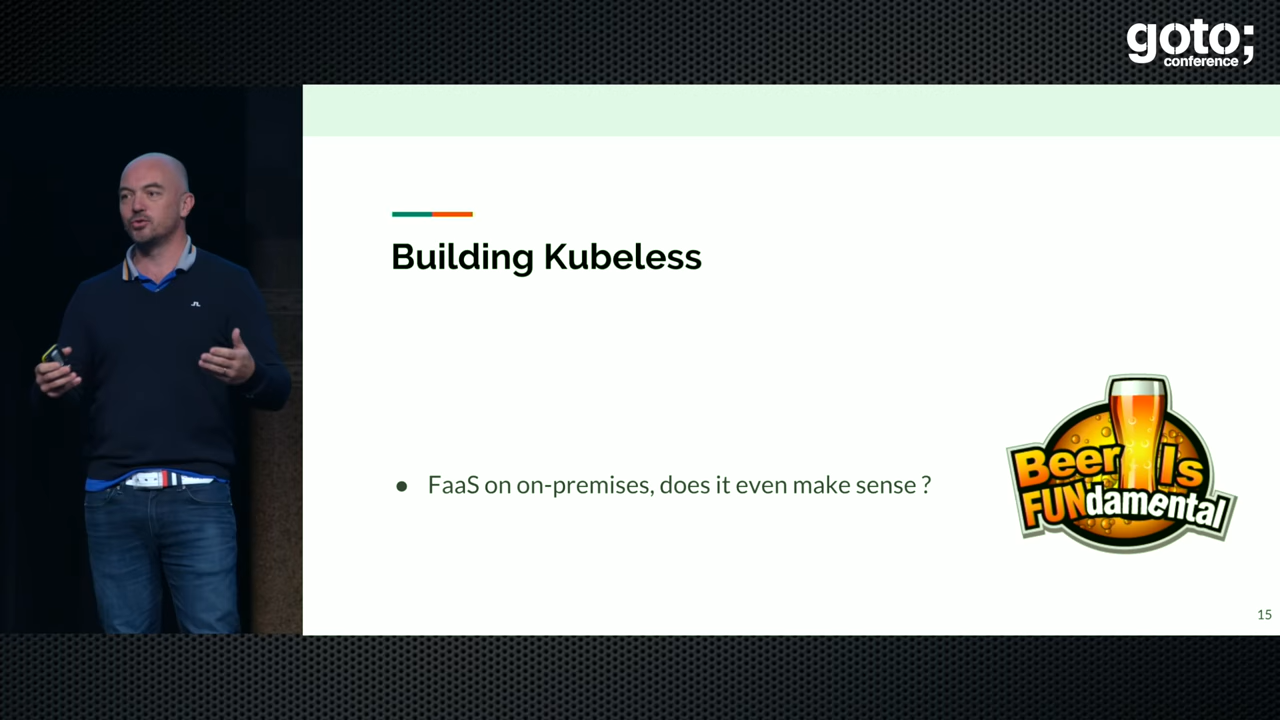 goto;
conference
Building Kubeless
● FaaS on on-premises, does it even make sense ?
Beer Is
FUNdamental
15